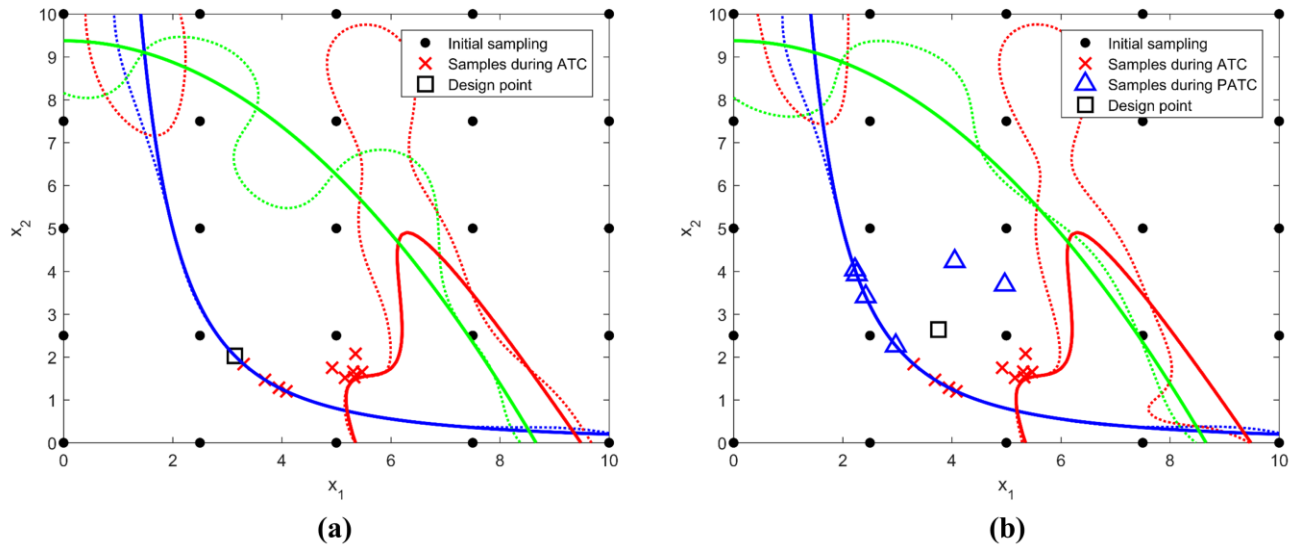 10
9
8
7
6
5
4
3
2
1
0
x2
0
2
4
6
8
10
x1
Initial sampling
Samples during ATC
Design point
(a)
10
9
8
7
6
5
4
3
2
1
0
x2
0
2
4
6
8
10
x1
Initial sampling
Samples during ATC
Samples during PATC
Design point
(b)